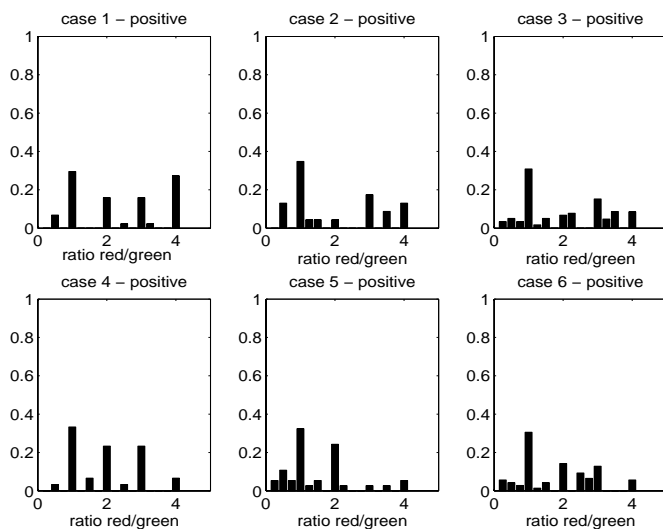 case 1 – positive
case 2 – positive
case 3 – positive
1
0.8
0.6
0.4
0.2
0
0 2 4
ratio red/green
1
0.8
0.6
0.4
0.2
0
0 2 4
ratio red/green
1
0.8
0.6
0.4
0.2
0
0 2 4
ratio red/green
case 4 – positive
case 5 – positive
case 6 – positive
1
0.8
0.6
0.4
0.2
0
0 2 4
ratio red/green
1
0.8
0.6
0.4
0.2
0
0 2 4
ratio red/green
1
0.8
0.6
0.4
0.2
0
0 2 4
ratio red/green